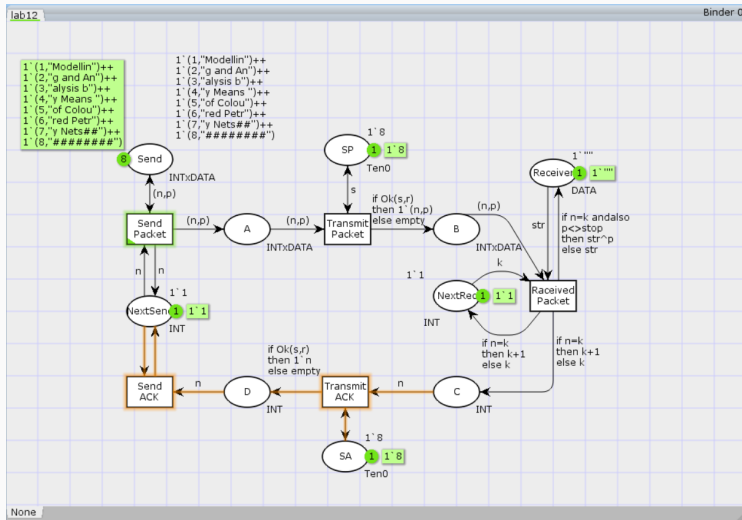 lab12
Binder 0
1`(1,"Modellin")++
1`(2,"g and An")++
1`(3,"alysis b")++
1`(4,"y Means ")++
1`(5,"of Colou")++
1`(6,"red Petr")++
1`(7,"y Nets##")++
1`(8,"########")
1`(1,"Modellin")++
1`(2,"g and An")++
1`(3,"alysis b")++
1`(4,"y Means ")++
1`(5,"of Colou")++
1`(6,"red Petr")++
1`(7,"y Nets##")++
1`(8,"########")
8
Send
INTxDATA
(n,p)
1`8
SP
1
1`8
Ten0
s
1`""
Receiver
1
1`""
DATA
Send
Packet
(n,p)
A
INTxDATA
(n,p)
Transmit
Packet
if Ok(s,r)
then 1`(n,p)
else empty
B
INTxDATA
(n,p)
str
if n=k andalso
p<>stop
then str^p
else str
n
n
1`1
NextSend
1
1`1
INT
1`1
NextRec
1
1`1
INT
k
Received
Packet
if n=k
then k+1
else k
if n=k
then k+1
else k
Send
ACK
n
D
INT
if Ok(s,r)
then 1`n
else empty
Transmit
ACK
n
C
INT
1`8
SA
1
1`8
Ten0
None